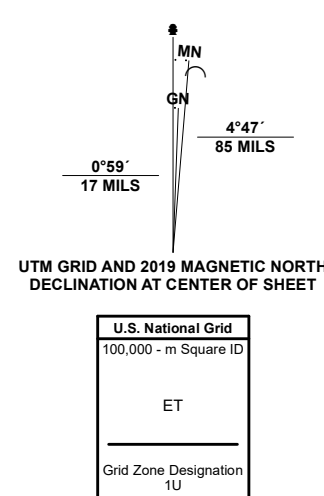 MN
GN
4°47´
85 MILS
0°59´
17 MILS
UTM GRID AND 2019 MAGNETIC NORTH
DECLINATION AT CENTER OF SHEET
U.S. National Grid
100,000 - m Square ID
ET
Grid Zone Designation
1U